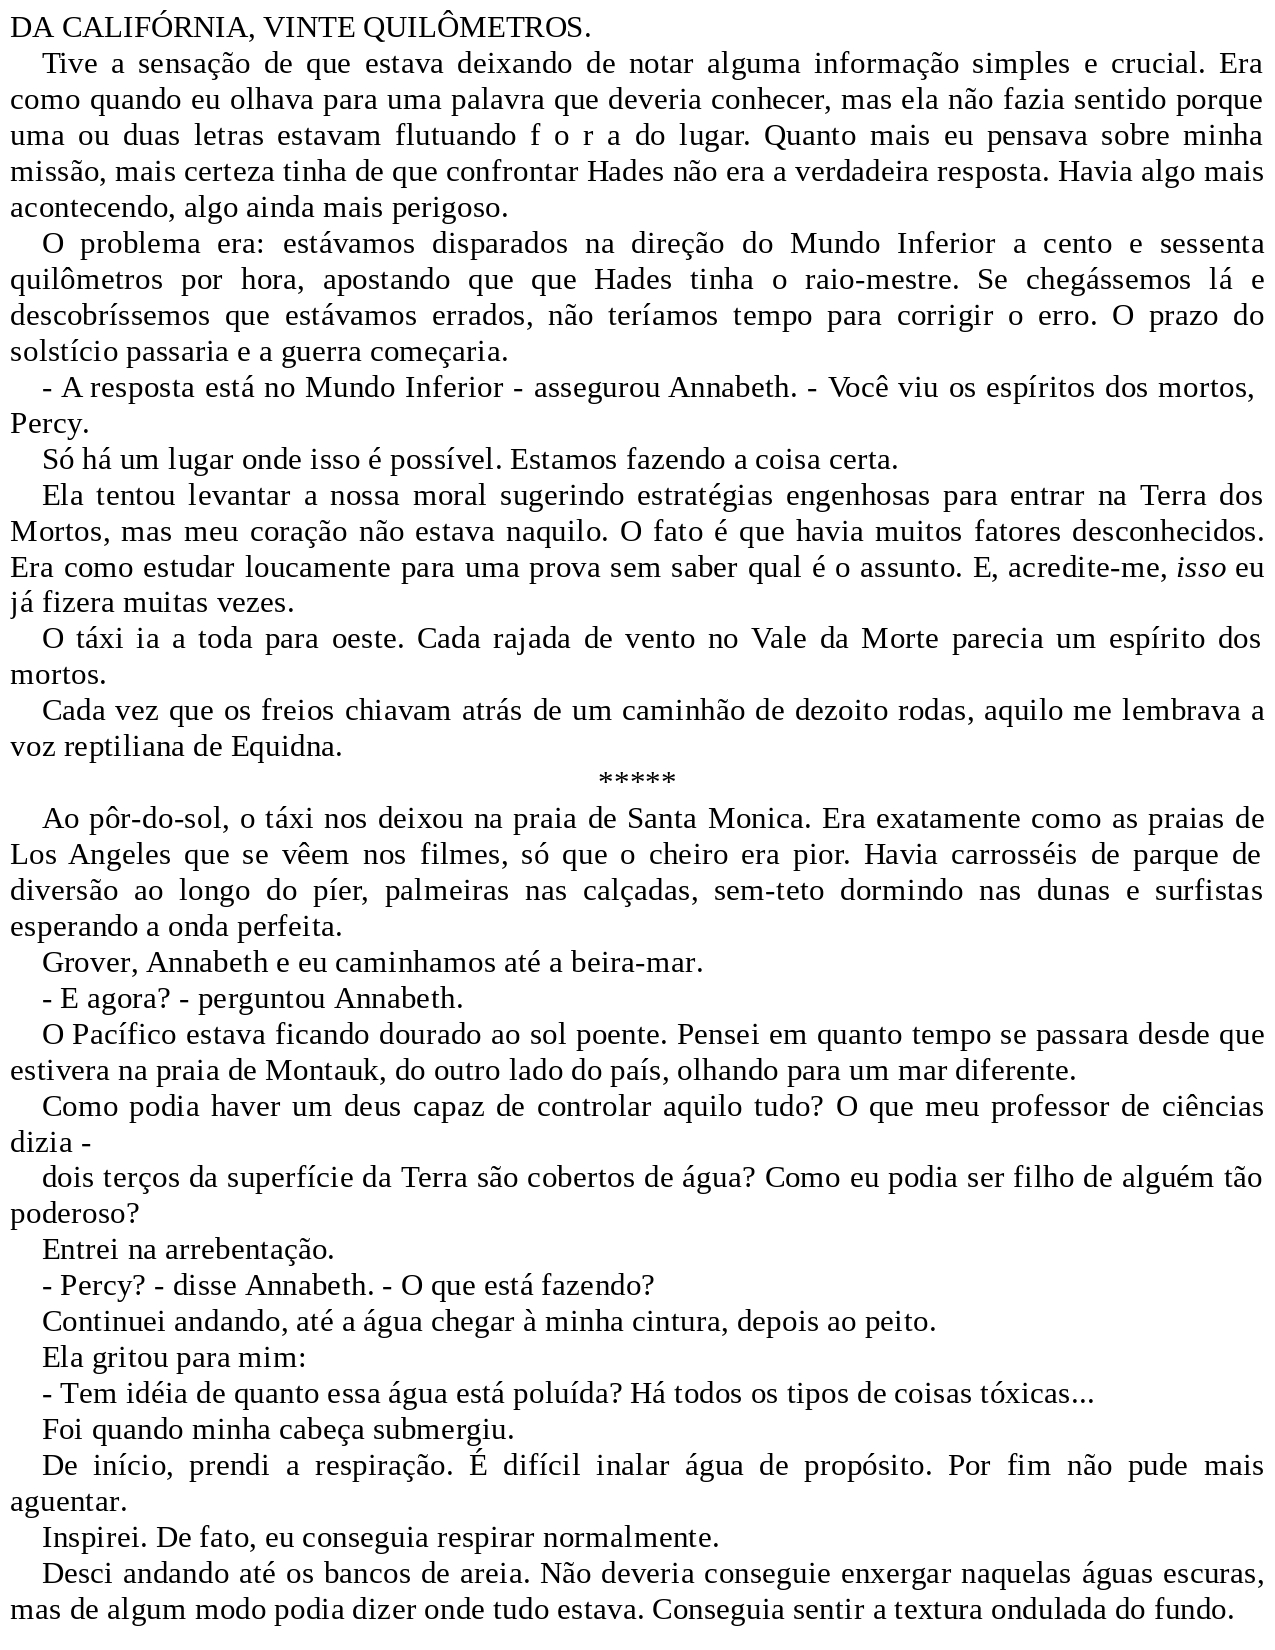 DA CALIFÓRNIA, VINTE QUILÔMETROS.
Tive a sensação de que estava deixando de notar alguma informação simples e crucial. Era
como quando eu olhava para uma palavra que deveria conhecer, mas ela não fazia sentido porque
uma ou duas letras estavam flutuando f o r a do lugar. Quanto mais eu pensava sobre minha
missão, mais certeza tinha de que confrontar Hades não era a verdadeira resposta. Havia algo mais
acontecendo, algo ainda mais perigoso.
O problema era: estávamos disparados na direção do Mundo Inferior a cento e sessenta
quilômetros por hora, apostando que que Hades tinha o raio-mestre. Se chegássemos lá e
descobríssemos que estávamos errados, não teríamos tempo para corrigir o erro. O prazo do
solstício passaria e a guerra começaria.
- A resposta está no Mundo Inferior - assegurou Annabeth. - Você viu os espíritos dos mortos,
Percy.
Só há um lugar onde isso é possível. Estamos fazendo a coisa certa.
Ela tentou levantar a nossa moral sugerindo estratégias engenhosas para entrar na Terra dos
Mortos, mas meu coração não estava naquilo. O fato é que havia muitos fatores desconhecidos.
Era como estudar loucamente para uma prova sem saber qual é o assunto. E, acredite-me, isso eu
já fizera muitas vezes.
O táxi ia a toda para oeste. Cada rajada de vento no Vale da Morte parecia um espírito dos
mortos.
Cada vez que os freios chiavam atrás de um caminhão de dezoito rodas, aquilo me lembrava a
voz reptiliana de Equidna.
*****
Ao pôr-do-sol, o táxi nos deixou na praia de Santa Monica. Era exatamente como as praias de
Los Angeles que se vêem nos filmes, só que o cheiro era pior. Havia carrosséis de parque de
diversão ao longo do píer, palmeiras nas calçadas, sem-teto dormindo nas dunas e surfistas
esperando a onda perfeita.
Grover, Annabeth e eu caminhamos até a beira-mar.
- E agora? - perguntou Annabeth.
O Pacífico estava ficando dourado ao sol poente. Pensei em quanto tempo se passara desde que
estivera na praia de Montauk, do outro lado do país, olhando para um mar diferente.
Como podia haver um deus capaz de controlar aquilo tudo? O que meu professor de ciências
dizia -
dois terços da superfície da Terra são cobertos de água? Como eu podia ser filho de alguém tão
poderoso?
Entrei na arrebentação.
- Percy? - disse Annabeth. - O que está fazendo?
Continuei andando, até a água chegar à minha cintura, depois ao peito.
Ela gritou para mim:
- Tem idéia de quanto essa água está poluída? Há todos os tipos de coisas tóxicas...
Foi quando minha cabeça submergiu.
De início, prendi a respiração. É difícil inalar água de propósito. Por fim não pude mais
aguentar.
Inspirei. De fato, eu conseguia respirar normalmente.
Desci andando até os bancos de areia. Não deveria conseguie enxergar naquelas águas escuras,
mas de algum modo podia dizer onde tudo estava. Conseguia sentir a textura ondulada do fundo.